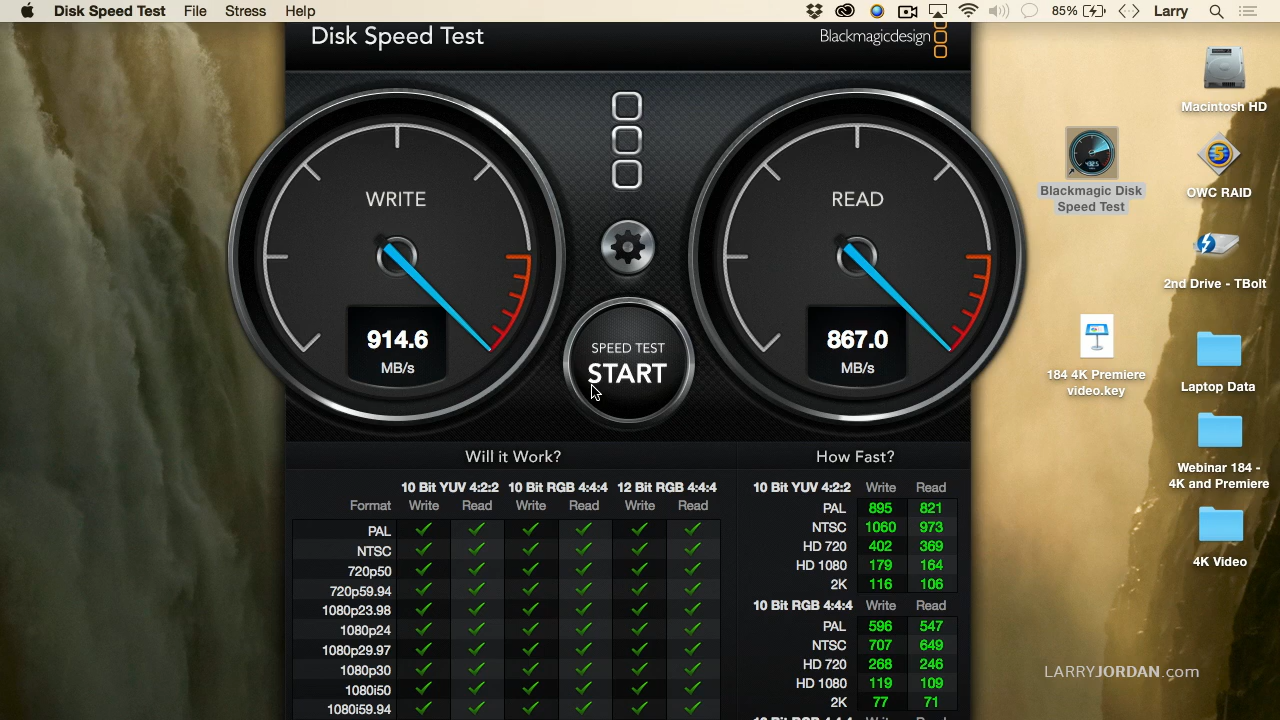 Disk Speed Test File Stress Help 85% Larry
Disk Speed Test
Blackmagicdesign
WRITE
914.6
MB/s
SPEED TEST
START
READ
867.0
MB/s
Macintosh HD
Blackmagic Disk
Speed Test
5
OWC RAID
2nd Drive - TBolt
184 4K Premiere
video.key
Laptop Data
Webinar 184 -
4K and Premiere
4K Video
Will it Work?
10 Bit YUV 4:2:2 10 Bit RGB 4:4:4 12 Bit RGB 4:4:4
Format Write Read Write Read Write Read
PAL
NTSC
720p50
720p59.94
1080p23.98
1080p24
1080p29.97
1080p30
1080i50
1080i59.94
How Fast?
10 Bit YUV 4:2:2 Write Read
PAL 895 821
NTSC 1060 973
HD 720 402 369
HD 1080 179 164
2K 116 106
10 Bit RGB 4:4:4 Write Read
PAL 596 547
NTSC 707 649
HD 720 268 246
HD 1080 119 109
2K 77 71
LARRYJORDAN.com